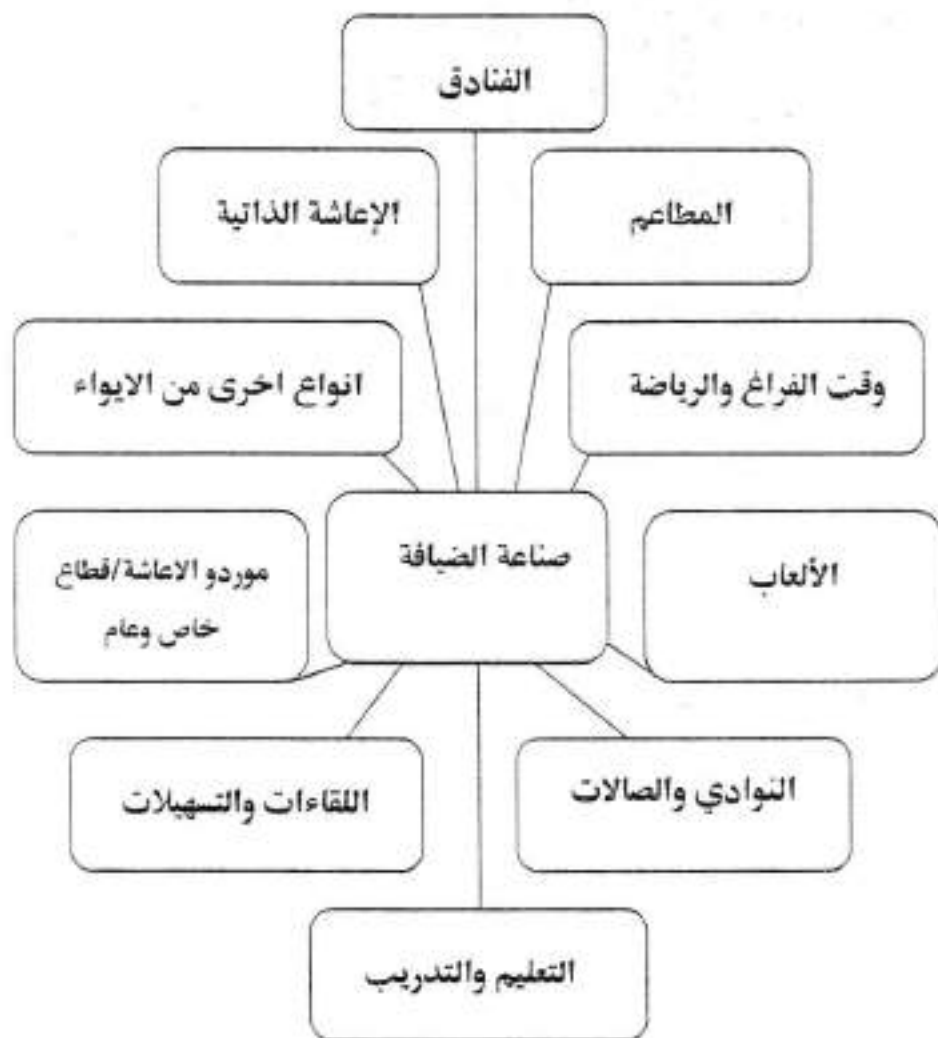 الفنادق
المطاعم
الإعاشة الذاتية
وقت الفراغ والرياضة
انواع اخرى من الايواء
صناعة الضيافة
الألعاب
موردو الاعاشة/قطاع
خاص وعام
النوادي والصالات
اللقاءات والتسهيلات
التعليم والتدريب